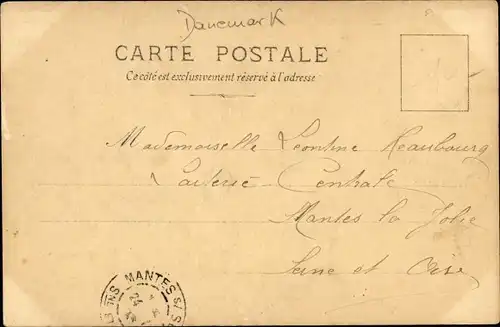 Danemark
CARTE POSTALE
Ce côté est exclusivement réservé à l'adresse
Mademoiselle Léontine Beaubourg
Laiterie Centrale
Mantes la Jolie
Seine et Oise
MANTES S/S